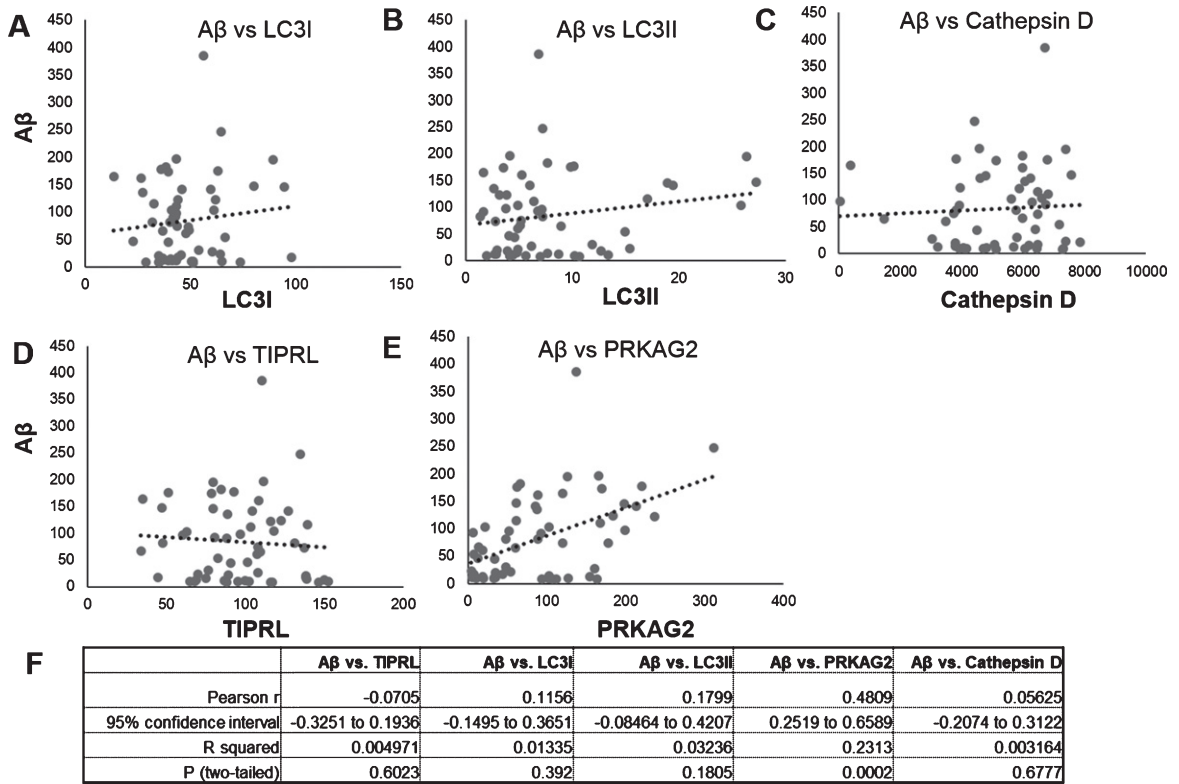 A
Aβ vs LC3I
450
400
350
300
250
200
150
100
50
0
0 50 100 150
Aβ
LC3I
B
Aβ vs LC3II
450
400
350
300
250
200
150
100
50
0
0 10 20 30
LC3II
C
Aβ vs Cathepsin D
450
400
350
300
250
200
150
100
50
0
0 2000 4000 6000 8000 10000
Cathepsin D
D
Aβ vs TIPRL
450
400
350
300
250
200
150
100
50
0
0 50 100 150 200
Aβ
TIPRL
E
Aβ vs PRKAG2
450
400
350
300
250
200
150
100
50
0
0 100 200 300 400
PRKAG2
F
Aβ vs. TIPRL Aβ vs. LC3I Aβ vs. LC3II Aβ vs. PRKAG2 Aβ vs. Cathepsin D
Pearson r -0.0705 0.1156 0.1799 0.4809 0.05625
95% confidence interval -0.3251 to 0.1936 -0.1495 to 0.3651 -0.08464 to 0.4207 0.2519 to 0.6589 -0.2074 to 0.3122
R squared 0.004971 0.01335 0.03236 0.2313 0.003164
P (two-tailed) 0.6023 0.392 0.1805 0.0002 0.6777